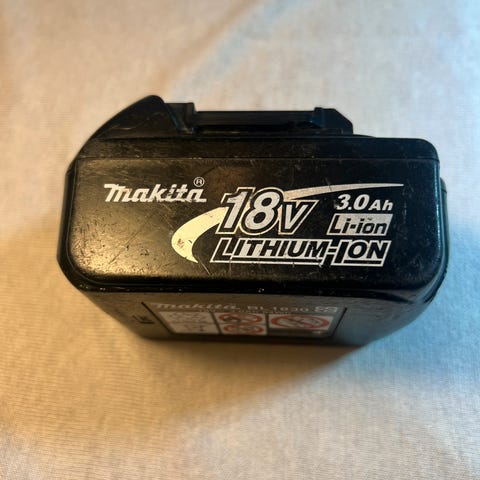 makita®
18V
3.0Ah
Li-ion
LITHIUM-ION
makita BL1830